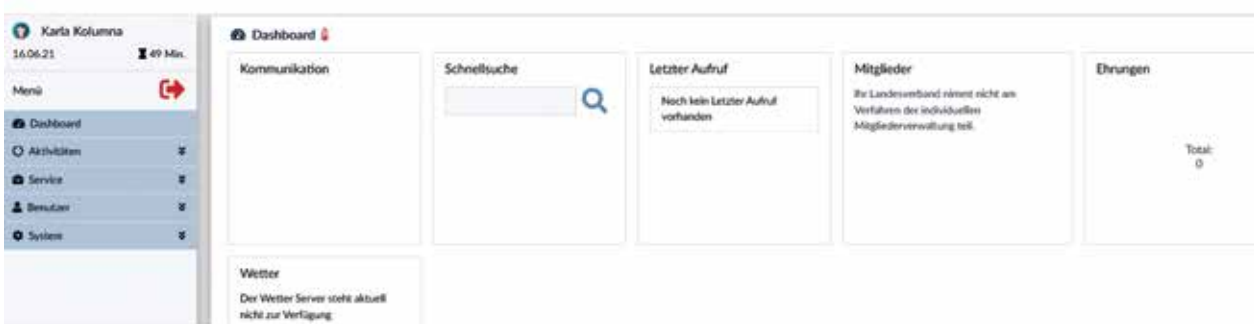 Karla Kolumna
16.06.21 49 Min.
Menü
Dashboard
Aktivitäten
Service
Benutzer
System
Dashboard
Kommunikation
Schnellsuche
Letzter Aufruf
Noch kein Letzter Aufruf
vorhanden
Mitglieder
Ihr Landesverband nimmt nicht am
Verfahren der individuellen
Mitgliederverwaltung teil.
Ehrungen
Total:
0
Wetter
Der Wetter Server steht aktuell
nicht zur Verfügung